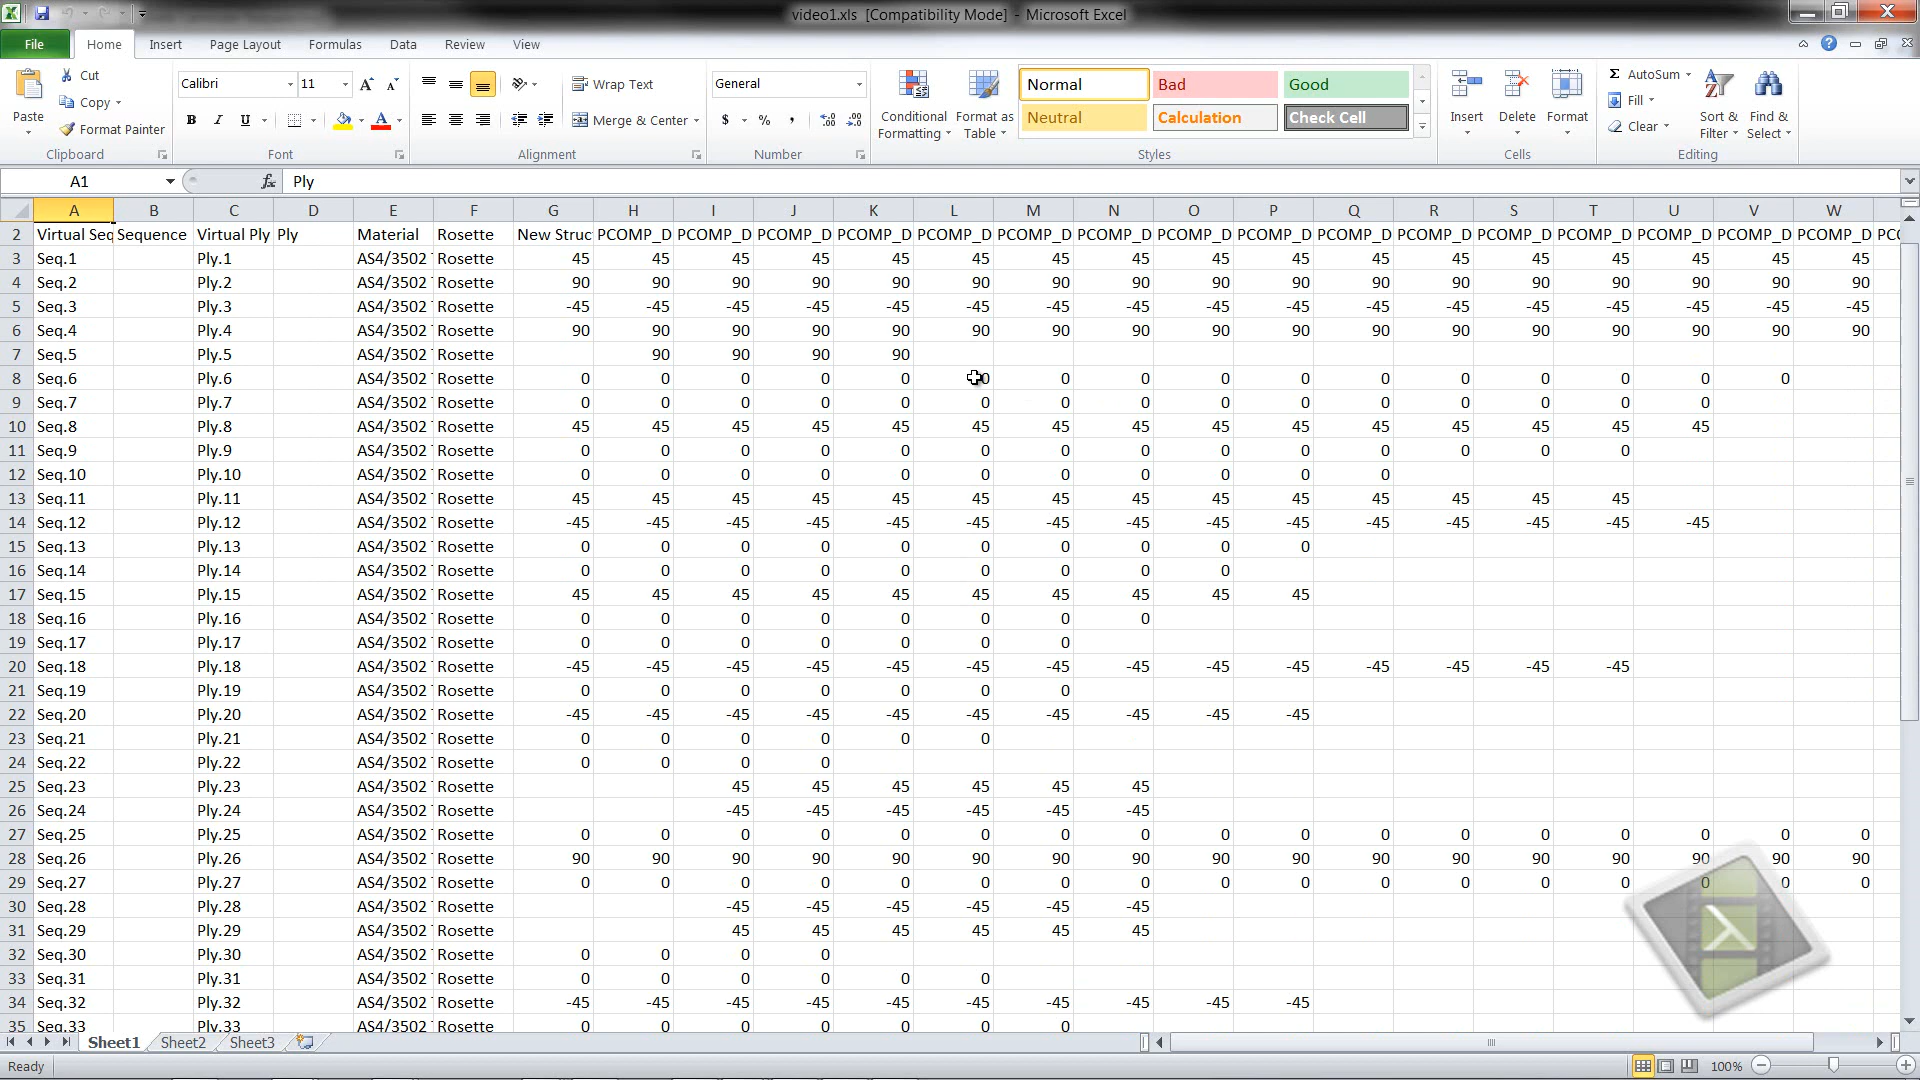 video1.xls [Compatibility Mode] - Microsoft Excel
File Home Insert Page Layout Formulas Data Review View
Paste Cut Copy Format Painter Clipboard
Calibri 11 B I U A Font
Wrap Text Merge & Center Alignment
General $ % , Number
Conditional Formatting Format as Table Normal Bad Good Neutral Calculation Check Cell Styles
Insert Delete Format Cells
Σ AutoSum Fill Clear Sort & Filter Find & Select Editing
A1 fx Ply
A B C D E F G H I J K L M N O P Q R S T U V W
2 Virtual Seq Sequence Virtual Ply Ply Material Rosette New Struc PCOMP_D PCOMP_D PCOMP_D PCOMP_D PCOMP_D PCOMP_D PCOMP_D PCOMP_D PCOMP_D PCOMP_D PCOMP_D PCOMP_D PCOMP_D PCOMP_D PCOMP_D PCOMP_D PCO
3 Seq.1 Ply.1 AS4/3502 Rosette 45 45 45 45 45 45 45 45 45 45 45 45 45 45 45 45 45
4 Seq.2 Ply.2 AS4/3502 Rosette 90 90 90 90 90 90 90 90 90 90 90 90 90 90 90 90 90
5 Seq.3 Ply.3 AS4/3502 Rosette -45 -45 -45 -45 -45 -45 -45 -45 -45 -45 -45 -45 -45 -45 -45 -45 -45
6 Seq.4 Ply.4 AS4/3502 Rosette 90 90 90 90 90 90 90 90 90 90 90 90 90 90 90 90 90
7 Seq.5 Ply.5 AS4/3502 Rosette 90 90 90 90
8 Seq.6 Ply.6 AS4/3502 Rosette 0 0 0 0 0 0 0 0 0 0 0 0 0 0 0 0
9 Seq.7 Ply.7 AS4/3502 Rosette 0 0 0 0 0 0 0 0 0 0 0 0 0 0 0
10 Seq.8 Ply.8 AS4/3502 Rosette 45 45 45 45 45 45 45 45 45 45 45 45 45 45 45
11 Seq.9 Ply.9 AS4/3502 Rosette 0 0 0 0 0 0 0 0 0 0 0 0 0 0
12 Seq.10 Ply.10 AS4/3502 Rosette 0 0 0 0 0 0 0 0 0 0 0
13 Seq.11 Ply.11 AS4/3502 Rosette 45 45 45 45 45 45 45 45 45 45 45 45 45 45
14 Seq.12 Ply.12 AS4/3502 Rosette -45 -45 -45 -45 -45 -45 -45 -45 -45 -45 -45 -45 -45 -45 -45
15 Seq.13 Ply.13 AS4/3502 Rosette 0 0 0 0 0 0 0 0 0 0
16 Seq.14 Ply.14 AS4/3502 Rosette 0 0 0 0 0 0 0 0 0
17 Seq.15 Ply.15 AS4/3502 Rosette 45 45 45 45 45 45 45 45 45 45
18 Seq.16 Ply.16 AS4/3502 Rosette 0 0 0 0 0 0 0 0
19 Seq.17 Ply.17 AS4/3502 Rosette 0 0 0 0 0 0 0
20 Seq.18 Ply.18 AS4/3502 Rosette -45 -45 -45 -45 -45 -45 -45 -45 -45 -45 -45 -45 -45 -45
21 Seq.19 Ply.19 AS4/3502 Rosette 0 0 0 0 0 0 0
22 Seq.20 Ply.20 AS4/3502 Rosette -45 -45 -45 -45 -45 -45 -45 -45 -45 -45
23 Seq.21 Ply.21 AS4/3502 Rosette 0 0 0 0 0 0
24 Seq.22 Ply.22 AS4/3502 Rosette 0 0 0 0
25 Seq.23 Ply.23 AS4/3502 Rosette 45 45 45 45 45 45
26 Seq.24 Ply.24 AS4/3502 Rosette -45 -45 -45 -45 -45 -45
27 Seq.25 Ply.25 AS4/3502 Rosette 0 0 0 0 0 0 0 0 0 0 0 0 0 0 0 0 0
28 Seq.26 Ply.26 AS4/3502 Rosette 90 90 90 90 90 90 90 90 90 90 90 90 90 90 90 90 90
29 Seq.27 Ply.27 AS4/3502 Rosette 0 0 0 0 0 0 0 0 0 0 0 0 0 0 0 0 0
30 Seq.28 Ply.28 AS4/3502 Rosette -45 -45 -45 -45 -45 -45
31 Seq.29 Ply.29 AS4/3502 Rosette 45 45 45 45 45 45
32 Seq.30 Ply.30 AS4/3502 Rosette 0 0 0 0
33 Seq.31 Ply.31 AS4/3502 Rosette 0 0 0 0 0 0
34 Seq.32 Ply.32 AS4/3502 Rosette -45 -45 -45 -45 -45 -45 -45 -45 -45 -45
35 Seq.33 Ply.33 AS4/3502 Rosette 0 0 0 0 0 0 0
Sheet1 Sheet2 Sheet3
Ready 100%